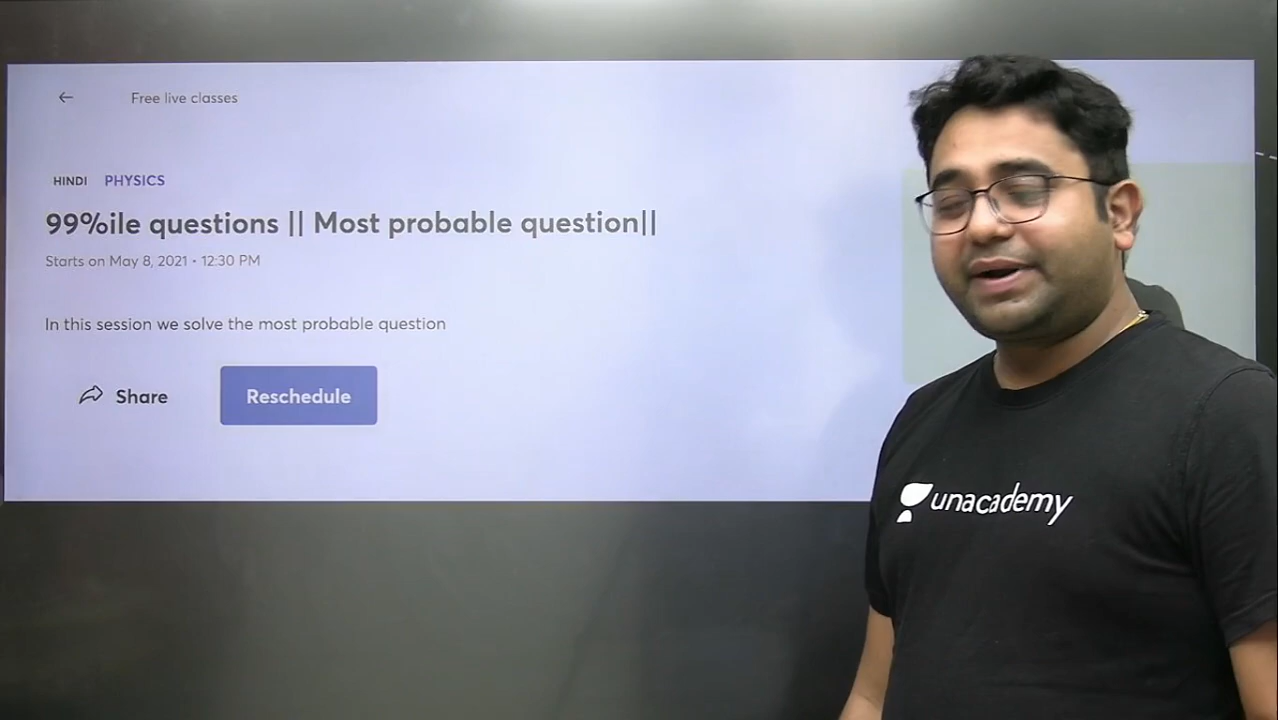 Free live classes
HINDI PHYSICS
99%ile questions || Most probable question||
Starts on May 8, 2021 • 12:30 PM
In this session we solve the most probable question
Share Reschedule
unacademy